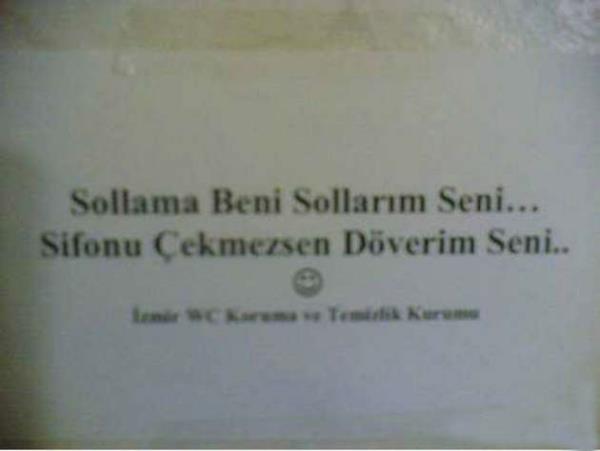 Sollama Beni Sollarım Seni...
Sifonu Çekmezsen Döverim Seni..
☺
İzmir WC Koruma ve Temizlik Kurumu